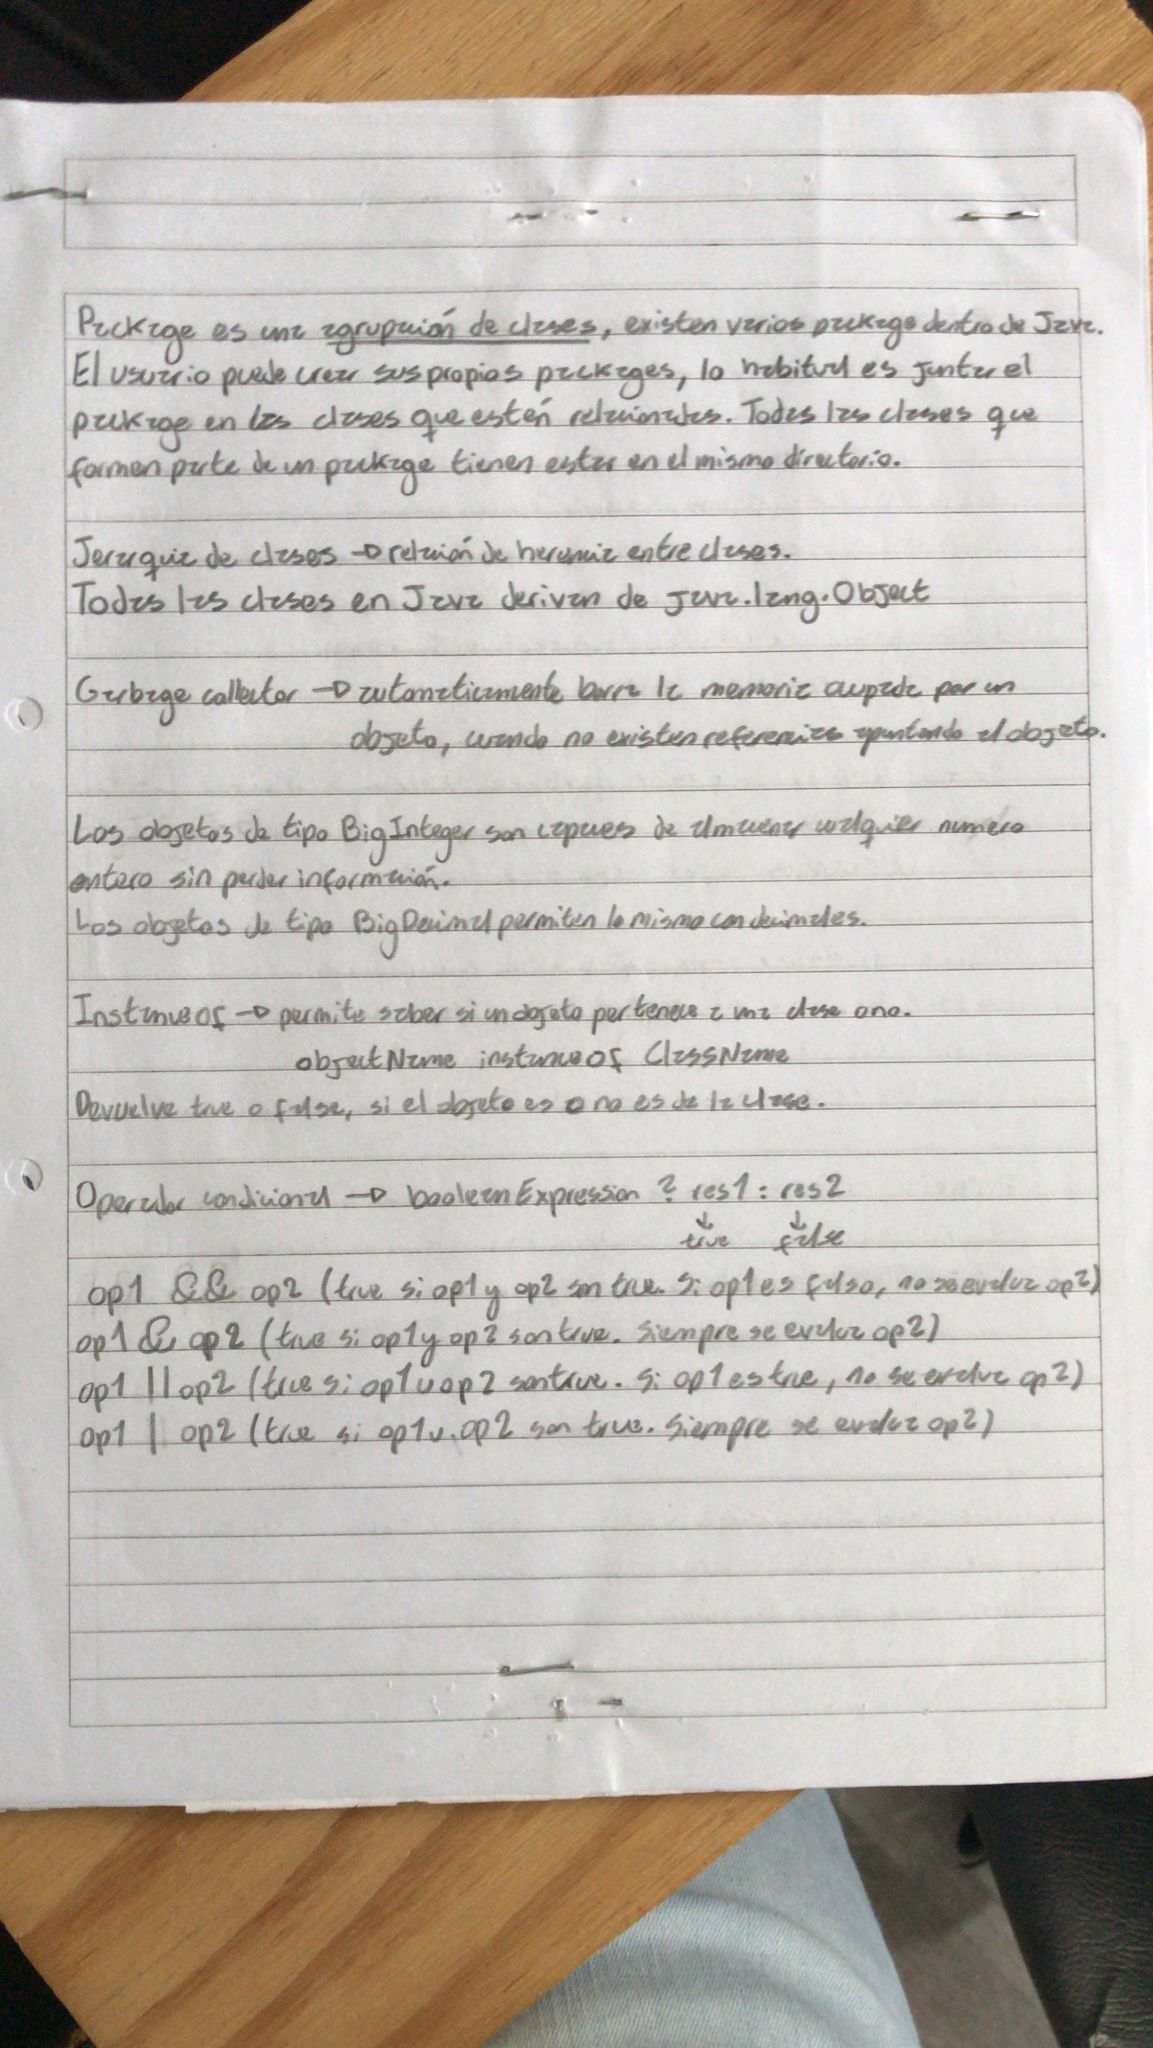 Package es una agrupación de clases, existen varios package dentro de Java.
El usuario puede crear sus propios packages, lo habitual es juntar el
package en las clases que estén relacionadas. Todas las clases que
formen parte de un package tienen estar en el mismo directorio.
Jerarquia de clases → relación de herencia entre clases.
Todas las clases en Java derivan de java.lang.Object
Garbage collector → automaticamente borra la memoria ocupada por un
objeto, cuando no existen referencias apuntando al objeto.
Los objetos de tipo BigInteger son capaces de almacenar cualquier numero
entero sin perder información.
Los objetos de tipo BigDecimal permiten lo mismo con decimales.
Instanceof → permite saber si un objeto pertenece a una clase o no.
objectName instanceof ClassName
Devuelve true o false, si el objeto es o no es de la clase.
Operador condicional → booleanExpression ? res1 : res2
↓ ↓
true false
op1 && op2 (true si op1 y op2 son true. Si op1 es falso, no se evalua op2)
op1 & op2 (true si op1 y op2 son true. Siempre se evalua op2)
op1 || op2 (true si op1 u op2 son true. Si op1 es true, no se evalua op2)
op1 | op2 (true si op1 u op2 son true. Siempre se evalua op2)